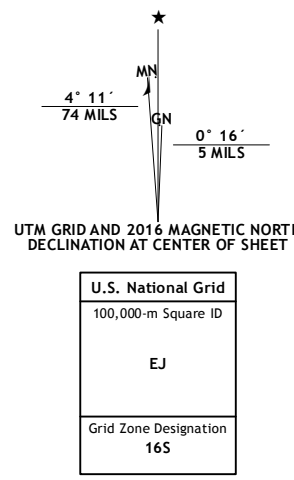 ★
MN
4° 11´
74 MILS
GN
0° 16´
5 MILS
UTM GRID AND 2016 MAGNETIC NORTH
DECLINATION AT CENTER OF SHEET
U.S. National Grid
100,000-m Square ID
EJ
Grid Zone Designation
16S